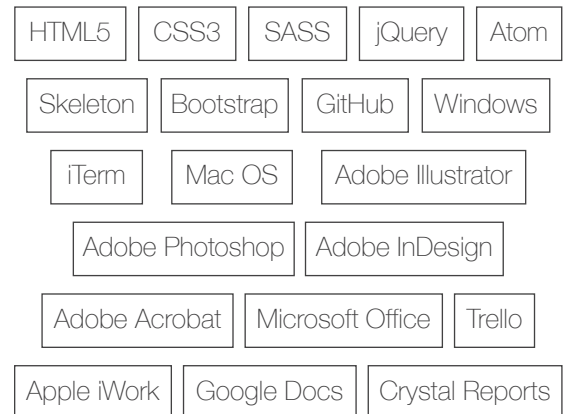 HTML5 CSS3 SASS jQuery Atom
Skeleton Bootstrap GitHub Windows
iTerm Mac OS Adobe Illustrator
Adobe Photoshop Adobe InDesign
Adobe Acrobat Microsoft Office Trello
Apple iWork Google Docs Crystal Reports